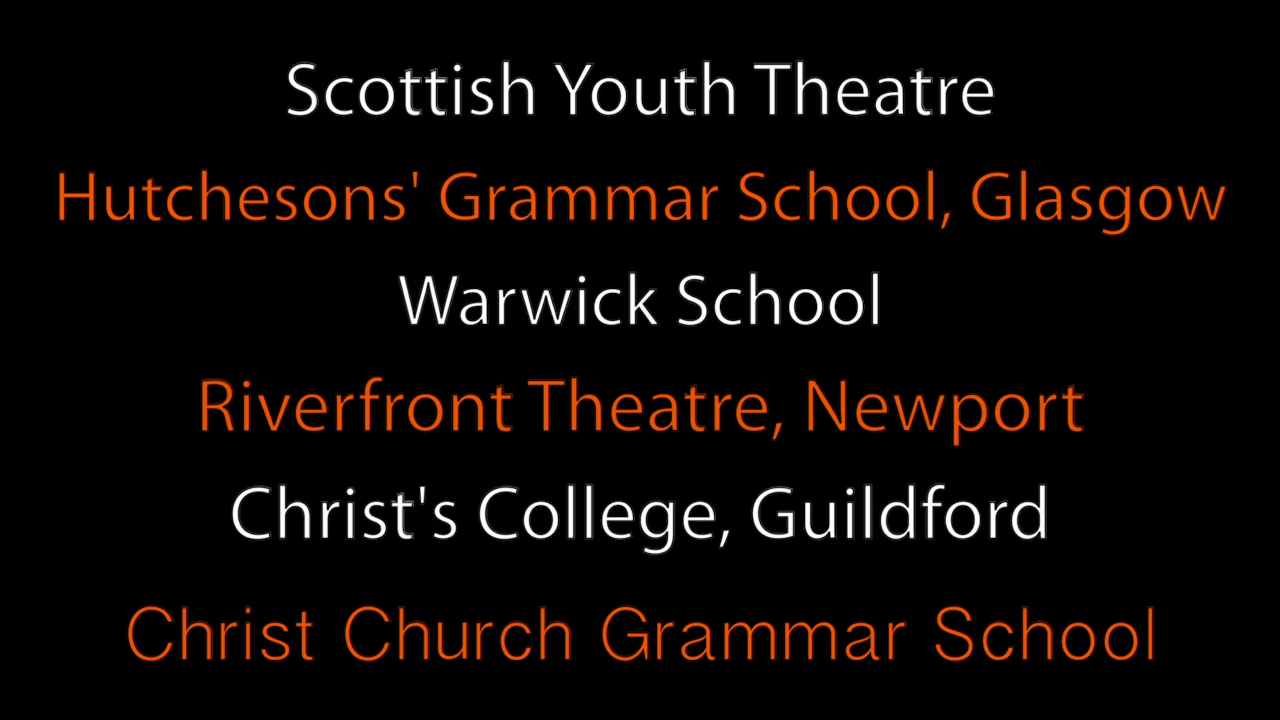 Scottish Youth Theatre
Hutchesons' Grammar School, Glasgow
Warwick School
Riverfront Theatre, Newport
Christ's College, Guildford
Christ Church Grammar School